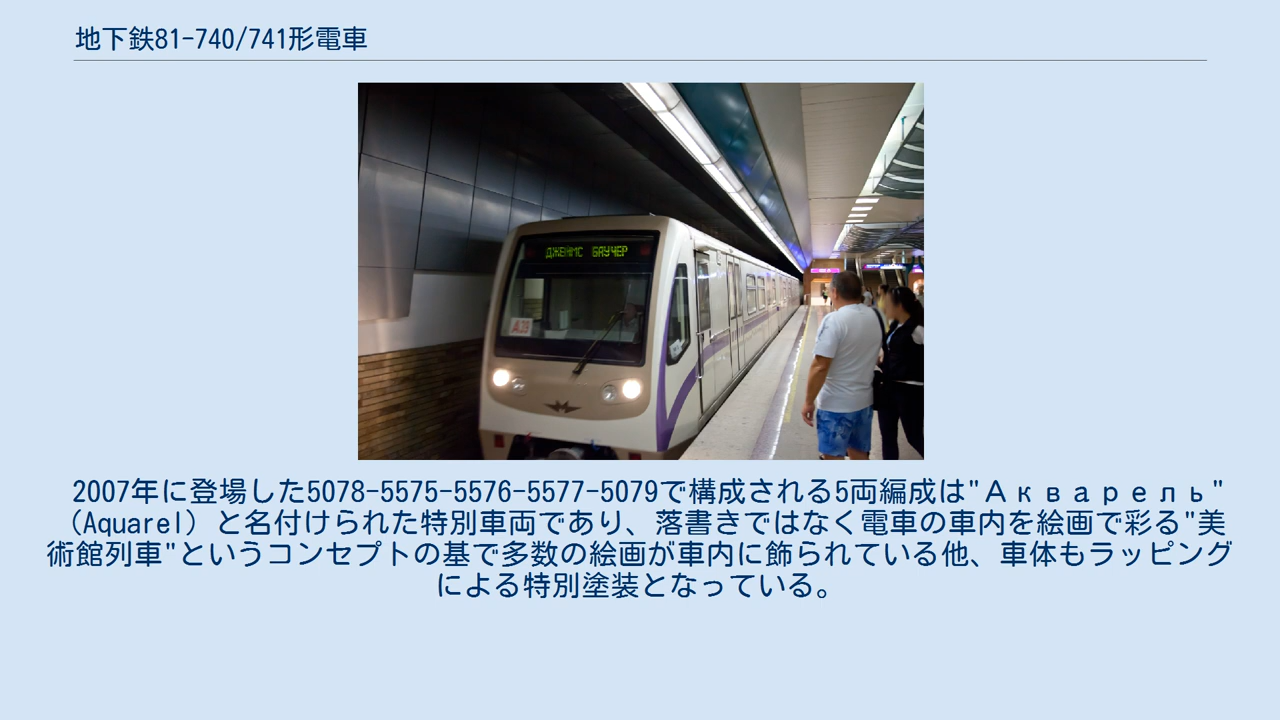 地下鉄81-740/741形電車
ДЖЕЙМС БАУЧЕР
2007年に登場した5078-5575-5576-5577-5079で構成される5両編成は"Акварель"
（Aquarel）と名付けられた特別車両であり、落書きではなく電車の車内を絵画で彩る"美
術館列車"というコンセプトの基で多数の絵画が車内に飾られている他、車体もラッピング
による特別塗装となっている。